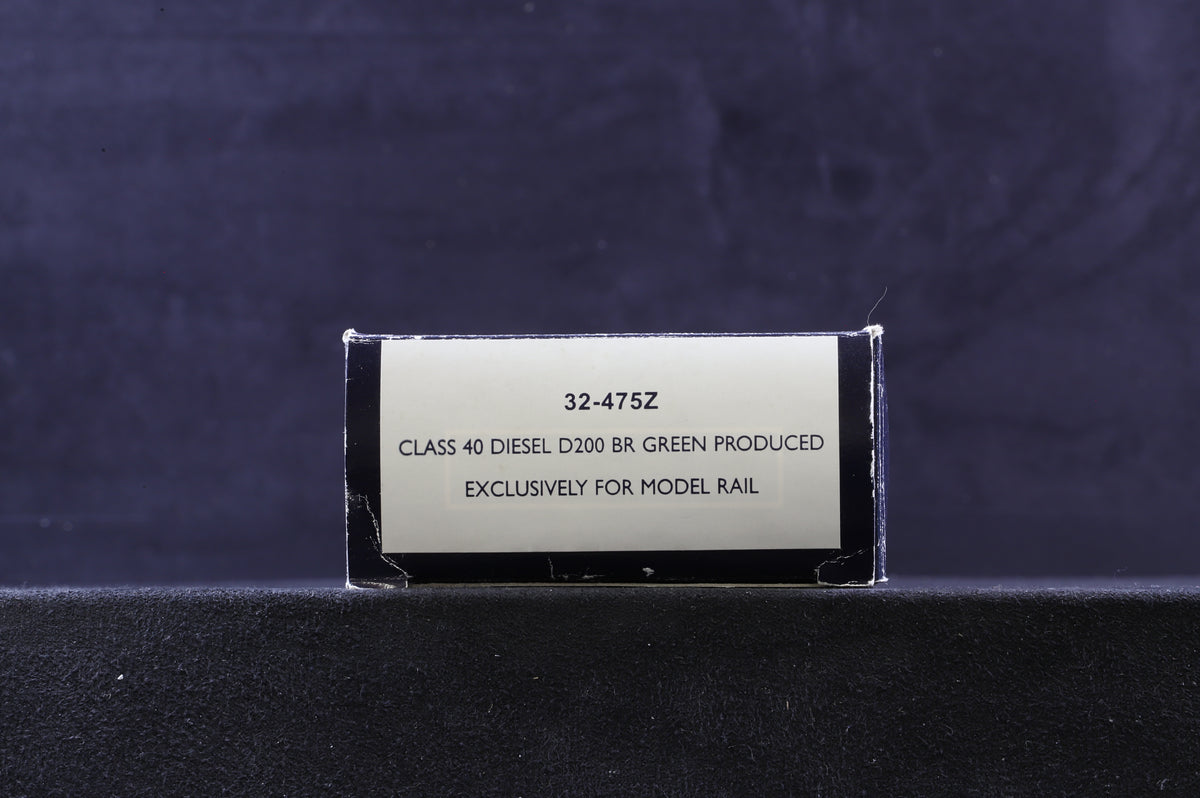 32-475Z
CLASS 40 DIESEL D200 BR GREEN PRODUCED
EXCLUSIVELY FOR MODEL RAIL